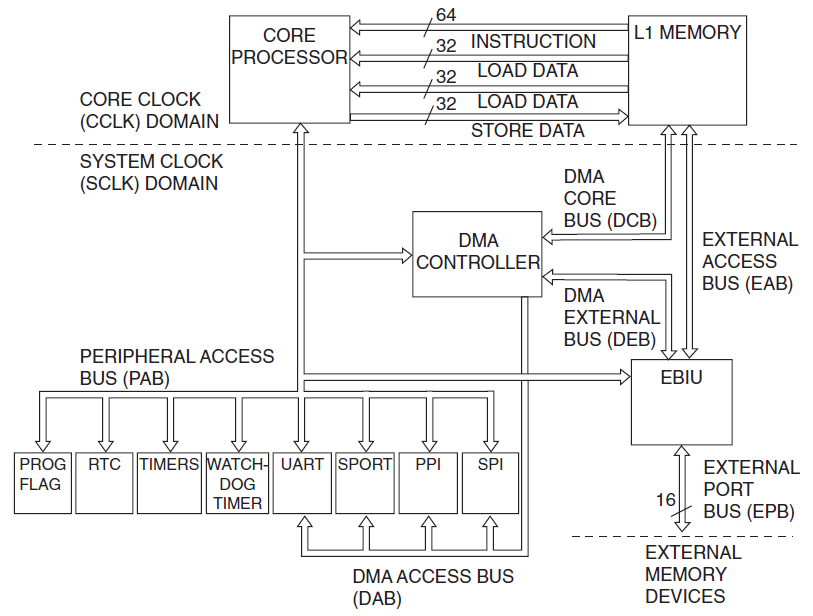 CORE
PROCESSOR
L1 MEMORY
64
INSTRUCTION
32
LOAD DATA
32
LOAD DATA
32
STORE DATA
CORE CLOCK
(CCLK) DOMAIN
SYSTEM CLOCK
(SCLK) DOMAIN
DMA
CORE
BUS (DCB)
DMA
CONTROLLER
EXTERNAL
ACCESS
BUS (EAB)
DMA
EXTERNAL
BUS (DEB)
PERIPHERAL ACCESS
BUS (PAB)
EBIU
PROG
FLAG
RTC
TIMERS
WATCH-
DOG
TIMER
UART
SPORT
PPI
SPI
16
EXTERNAL
PORT
BUS (EPB)
DMA ACCESS BUS
(DAB)
EXTERNAL
MEMORY
DEVICES